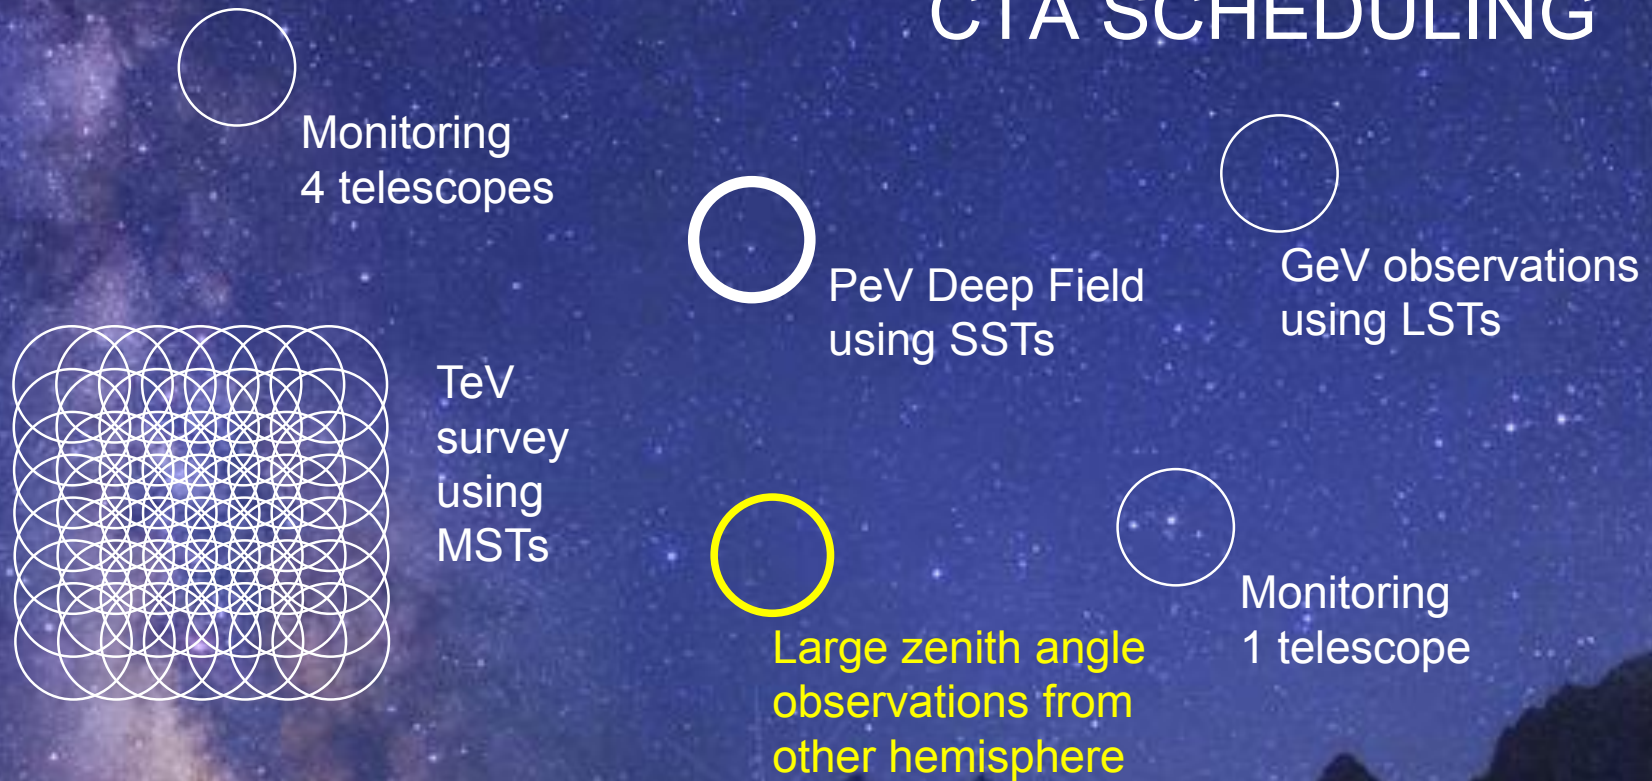 CTA SCHEDULING
Monitoring
4 telescopes
PeV Deep Field
using SSTs
GeV observations
using LSTs
TeV
survey
using
MSTs
Large zenith angle
observations from
other hemisphere
Monitoring
1 telescope